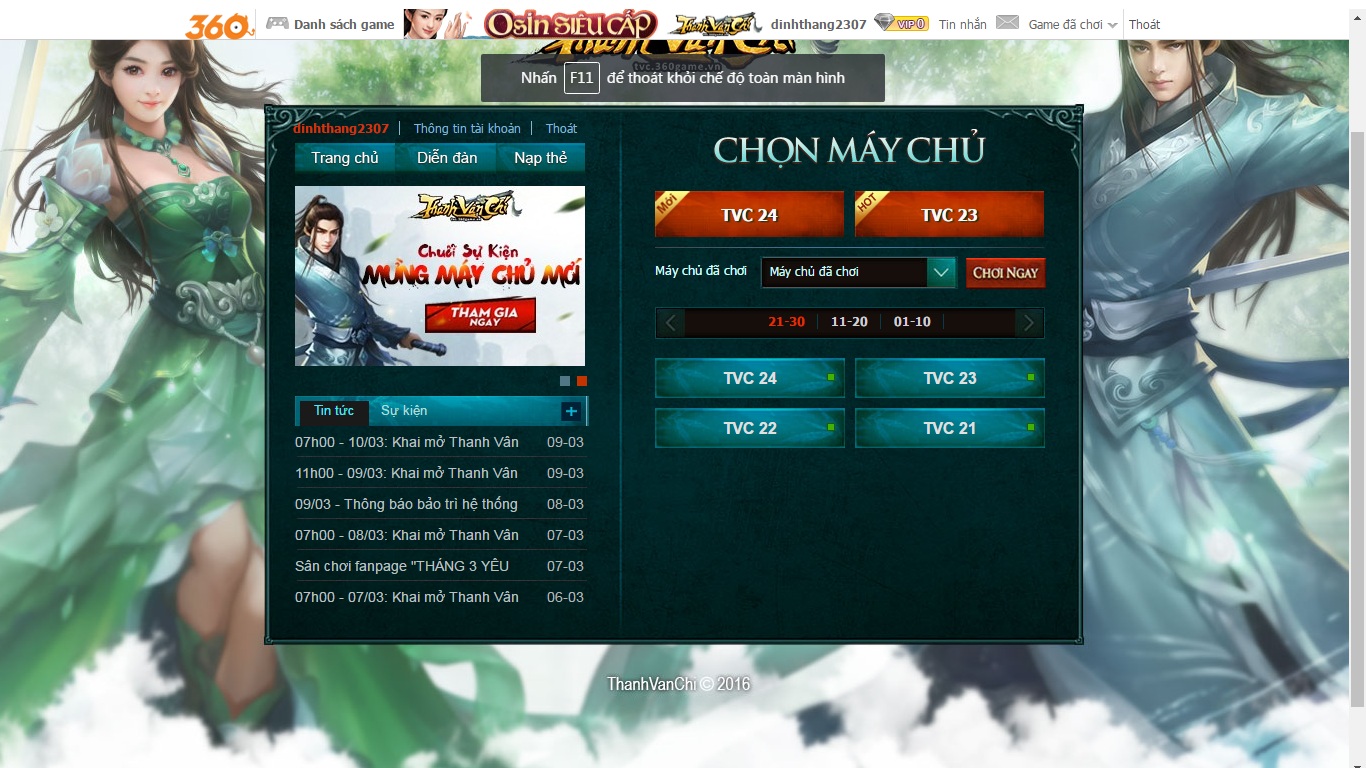 360
Danh sách game
Osin SIÊU CẤP
Thanh Vân Chí
dinhthang2307
VIP 0
Tin nhắn
Game đã chơi
Thoát
Thanh Vân Chí
tvc.360game.vn
Nhấn F11 để thoát khỏi chế độ toàn màn hình
dinhthang2307
Thông tin tài khoản
Thoát
Trang chủ
Diễn đàn
Nạp thẻ
Thanh Vân Chí
Chuỗi Sự Kiện
MỪNG MÁY CHỦ MỚI
THAM GIA
NGAY
Tin tức
Sự kiện
+
07h00 - 10/03: Khai mở Thanh Vân 09-03
11h00 - 09/03: Khai mở Thanh Vân 09-03
09/03 - Thông báo bảo trì hệ thống 08-03
07h00 - 08/03: Khai mở Thanh Vân 07-03
Sân chơi fanpage "THÁNG 3 YÊU 07-03
07h00 - 07/03: Khai mở Thanh Vân 06-03
CHỌN MÁY CHỦ
Mới
TVC 24
HOT
TVC 23
Máy chủ đã chơi
Máy chủ đã chơi
CHƠI NGAY
21-30
11-20
01-10
TVC 24
TVC 23
TVC 22
TVC 21
ThanhVanChi © 2016